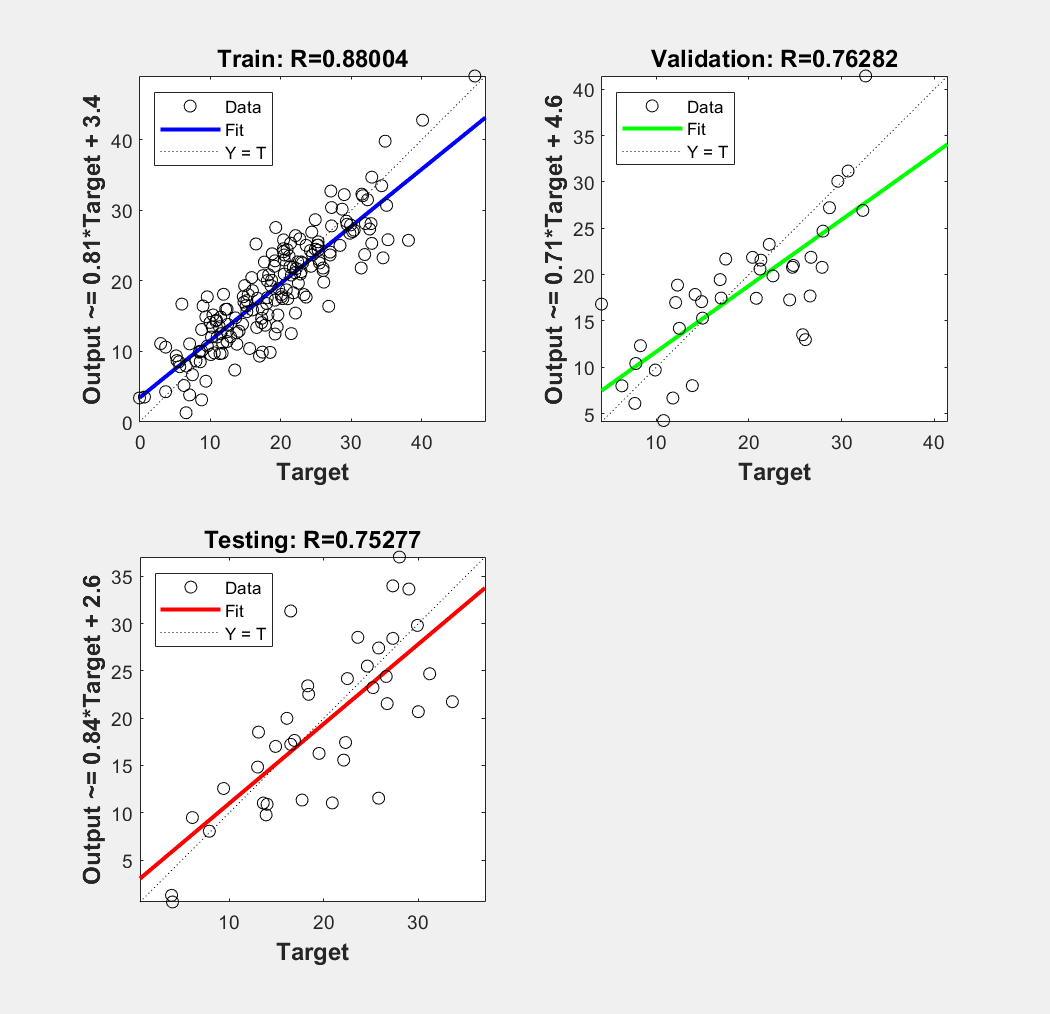 Train: R=0.88004
Output ~= 0.81*Target + 3.4
Data
Fit
Y = T
40
30
20
10
0
0 10 20 30 40
Target
Validation: R=0.76282
Output ~= 0.71*Target + 4.6
Data
Fit
Y = T
40
35
30
25
20
15
10
5
10 20 30 40
Target
Testing: R=0.75277
Output ~= 0.84*Target + 2.6
Data
Fit
Y = T
35
30
25
20
15
10
5
10 20 30
Target